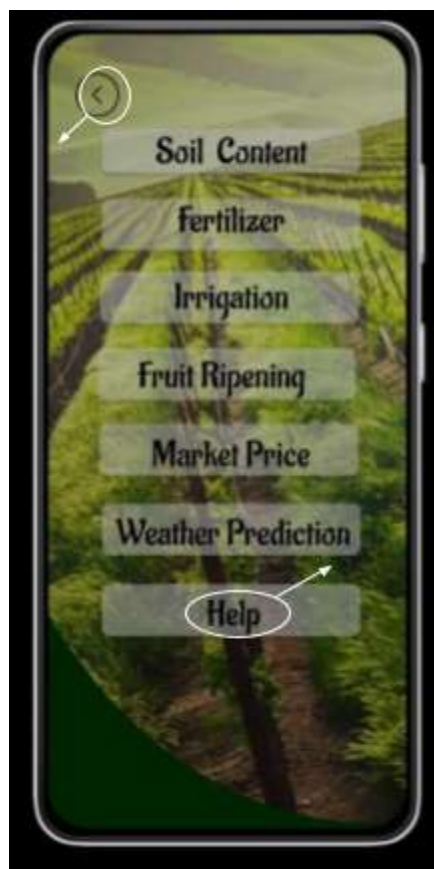 Soil Content
Fertilizer
Irrigation
Fruit Ripening
Market Price
Weather Prediction
Help